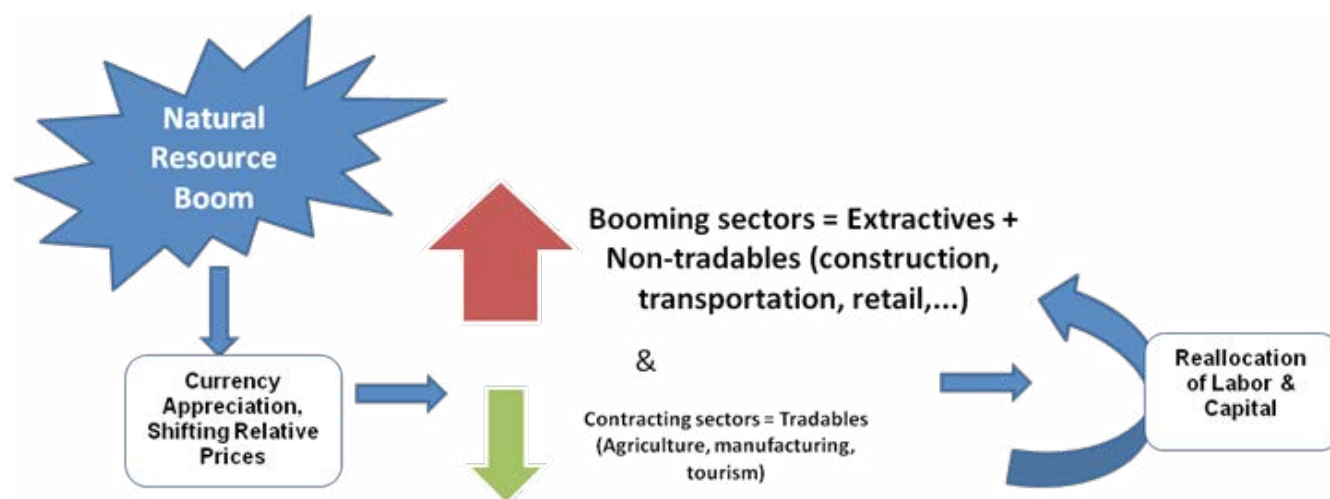 Natural
Resource
Boom
Currency
Appreciation,
Shifting Relative
Prices
Booming sectors = Extractives +
Non-tradables (construction,
transportation, retail,...)
&
Contracting sectors = Tradables
(Agriculture, manufacturing,
tourism)
Reallocation
of Labor &
Capital